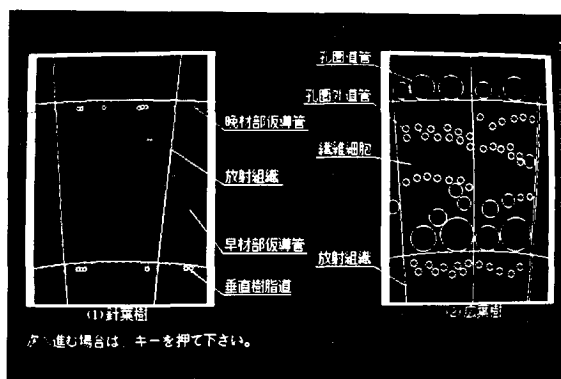 晩材部仮導管
放射組織
早材部仮導管
垂直樹脂道
(1)針葉樹
孔圏道管
孔圏外道管
繊維細胞
放射組織
(2)広葉樹
進む場合は キーを押て下さい。